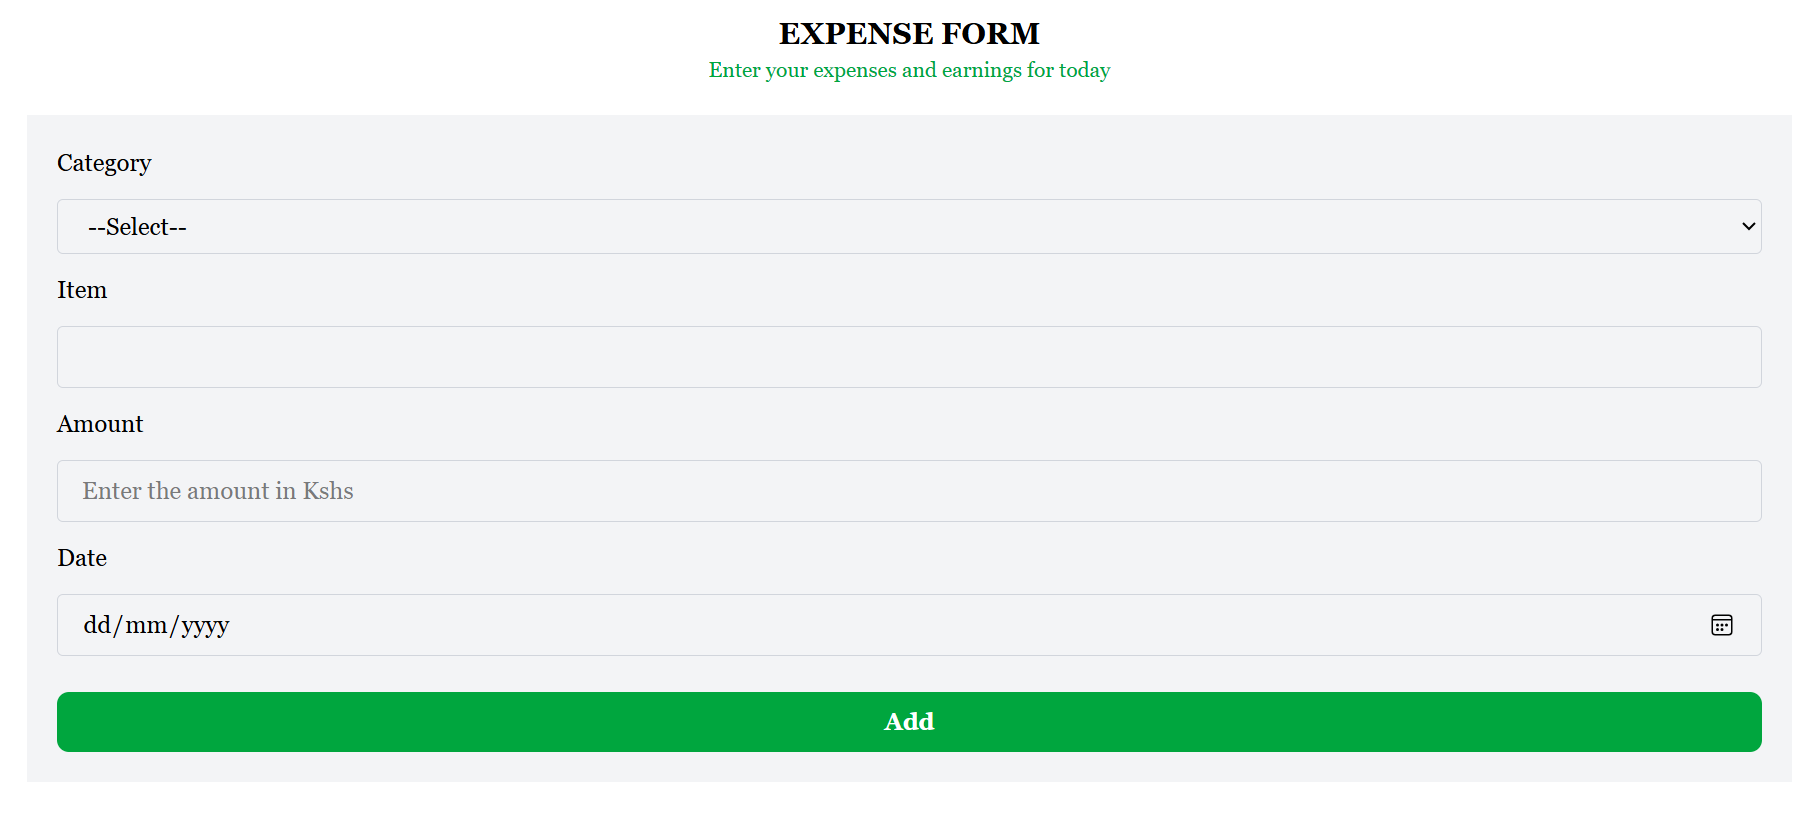 EXPENSE FORM
Enter your expenses and earnings for today
Category
--Select--
Item
Amount
Enter the amount in Kshs
Date
dd/mm/yyyy
Add